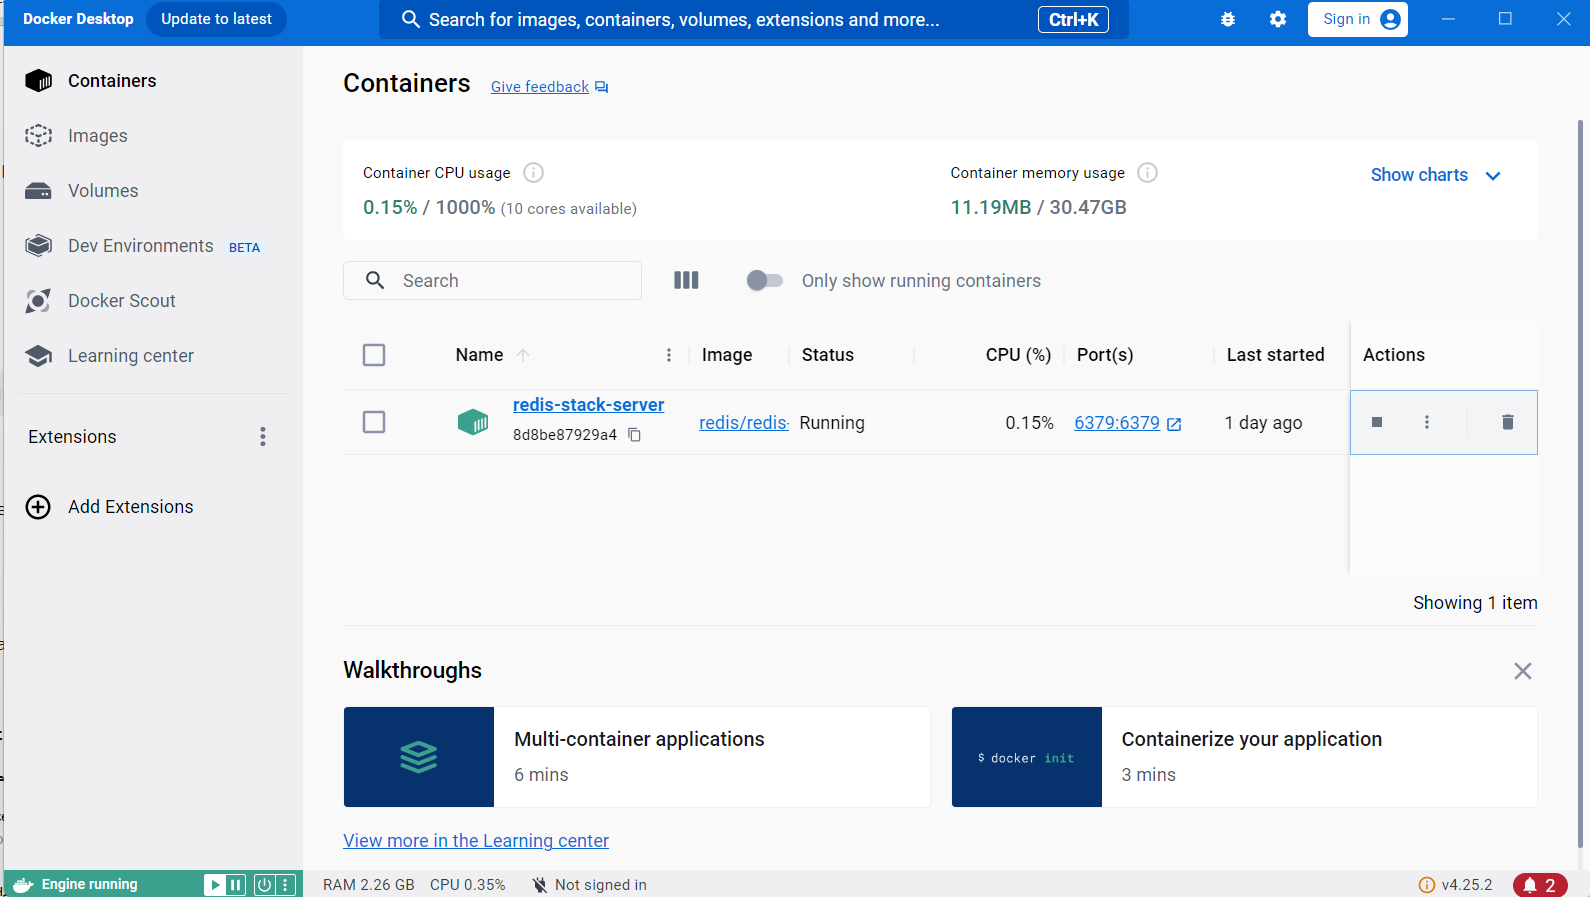 Docker Desktop Update to latest Search for images, containers, volumes, extensions and more... Ctrl+K Sign in
Containers
Images
Volumes
Dev Environments BETA
Docker Scout
Learning center
Extensions
Add Extensions
Containers Give feedback
Container CPU usage
0.15% / 1000% (10 cores available)
Container memory usage
11.19MB / 30.47GB
Show charts
Search Only show running containers
Name Image Status CPU (%) Port(s) Last started Actions
redis-stack-server
8d8be87929a4
redis/redis- Running 0.15% 6379:6379 1 day ago
Showing 1 item
Walkthroughs
Multi-container applications
6 mins
$ docker init
Containerize your application
3 mins
View more in the Learning center
Engine running RAM 2.26 GB CPU 0.35% Not signed in v4.25.2 2